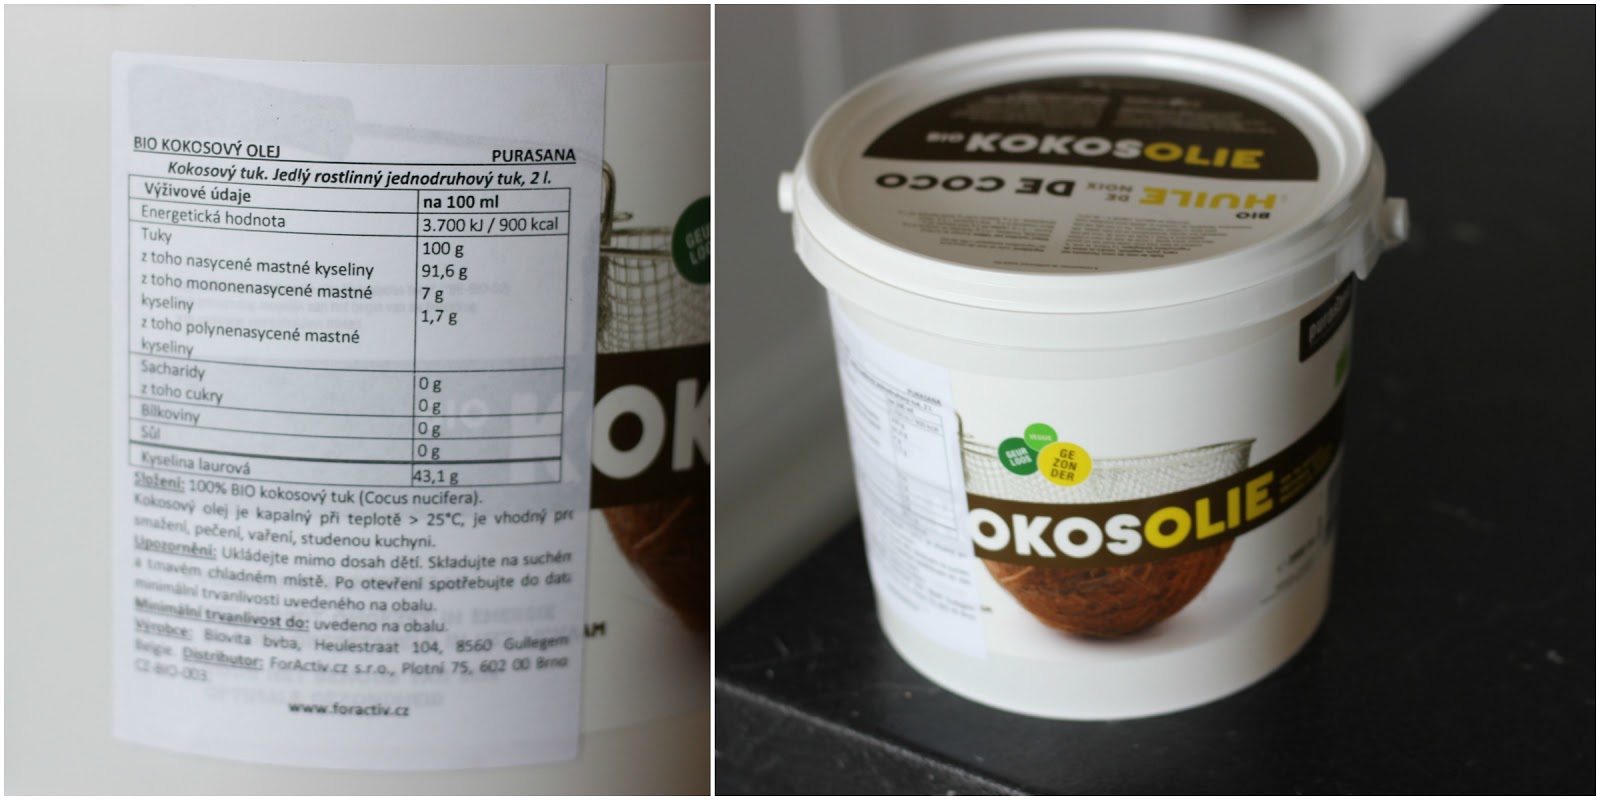 BIO KOKOSOVÝ OLEJ PURASANA
Kokosový tuk. Jedlý rostlinný jednodruhový tuk, 2 l.
Výživové údaje na 100 ml
Energetická hodnota 3.700 kJ / 900 kcal
Tuky 100 g
z toho nasycené mastné kyseliny 91,6 g
z toho mononenasycené mastné 7 g
kyseliny 1,7 g
z toho polynenasycené mastné
kyseliny
Sacharidy 0 g
z toho cukry 0 g
Bílkoviny 0 g
Sůl 0 g
Kyselina laurová 43,1 g
Složení: 100% BIO kokosový tuk (Cocus nucifera).
Kokosový olej je kapalný při teplotě > 25°C, je vhodný pro
smažení, pečení, vaření, studenou kuchyni.
Upozornění: Ukládejte mimo dosah dětí. Skladujte na suchém
a tmavém chladném místě. Po otevření spotřebujte do data
minimální trvanlivosti uvedeného na obalu.
Minimální trvanlivost do: uvedeno na obalu.
Výrobce: Biovita bvba, Heulestraat 104, 8560 Gullegem
Belgie. Distributor: ForActiv.cz s.r.o., Plotní 75, 602 00 Brno
CZ-BIO-003.
www.foractiv.cz
GEUR
LOO
BIO KOK
BIO KOKOSOLIE
BIO
HUILE DE NOIX DE COCO
PURASANA
VEGGIE
GEUR
LOOS
GE
ZON
DER
OKOSOLIE